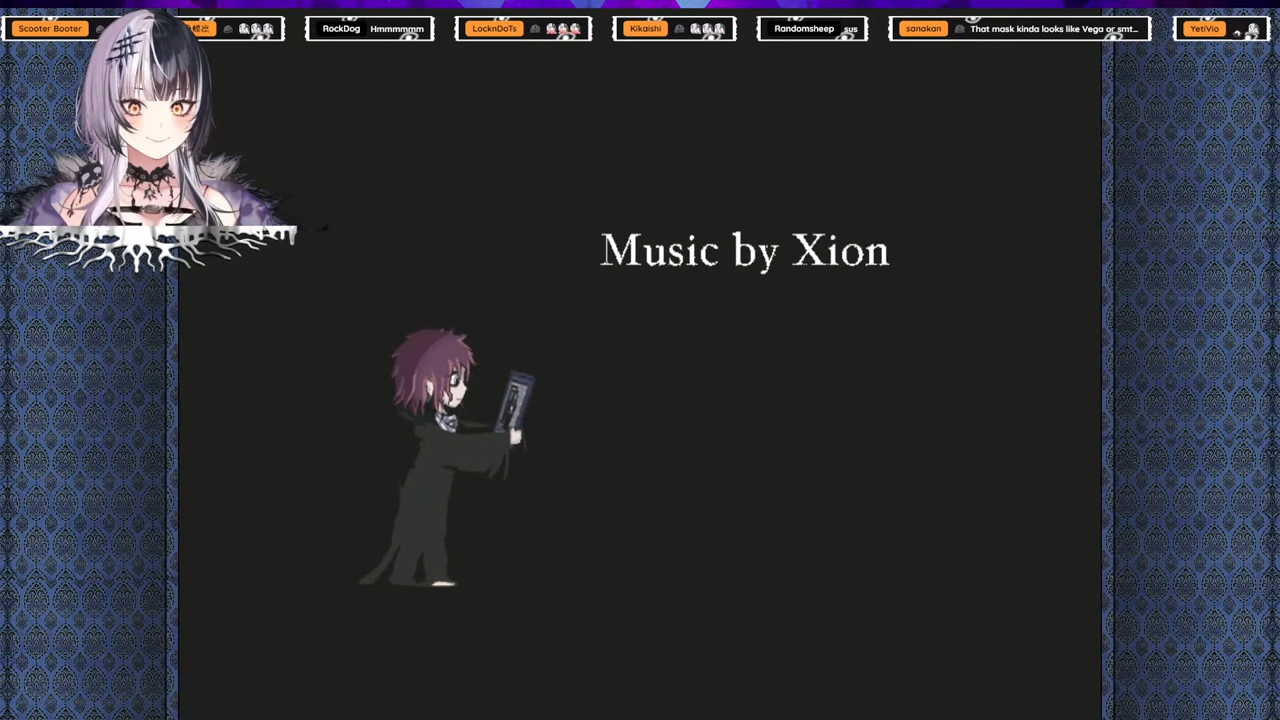 Scooter Booter
RockDog Hmmmmmm
LocknDoTs
Kikaishi
Randomsheep sus
sanakan That mask kinda looks like Vega or smt...
YetiVio
Music by Xion